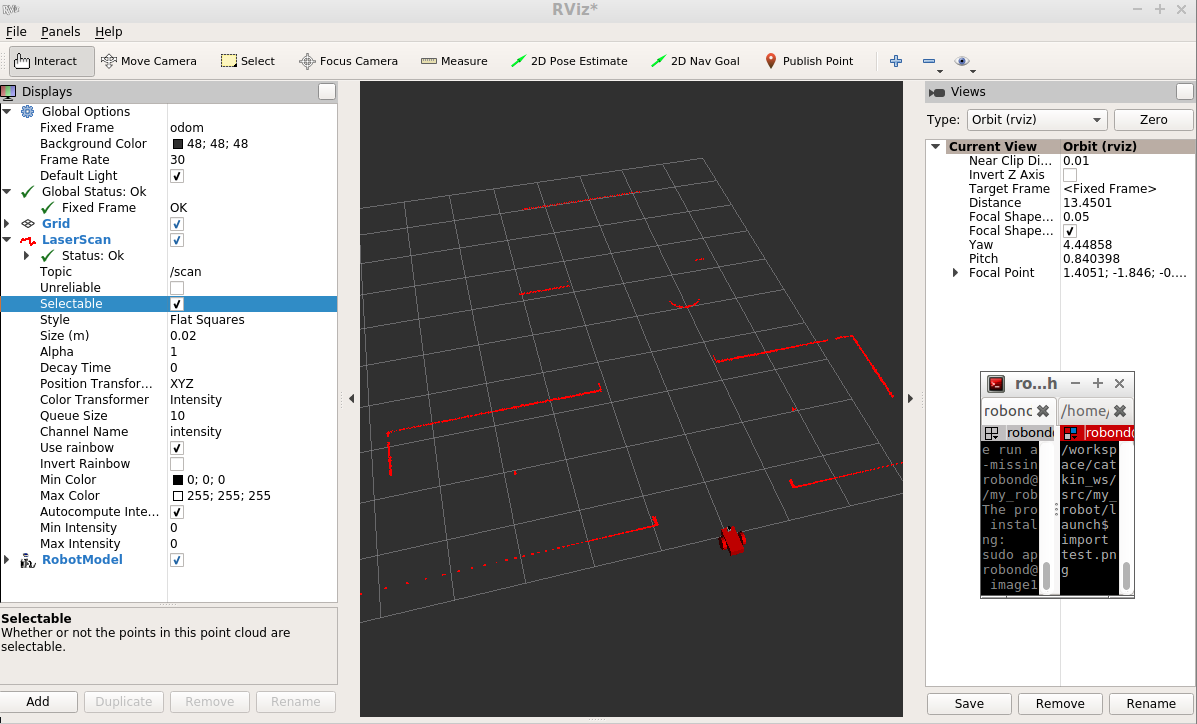 RViz
RViz*
File Panels Help
Interact Move Camera Select Focus Camera Measure 2D Pose Estimate 2D Nav Goal Publish Point
Displays
Global Options
Fixed Frame odom
Background Color 48; 48; 48
Frame Rate 30
Default Light
Global Status: Ok
Fixed Frame OK
Grid
LaserScan
Status: Ok
Topic /scan
Unreliable
Selectable
Style Flat Squares
Size (m) 0.02
Alpha 1
Decay Time 0
Position Transfor...
XYZ
Color Transformer Intensity
Queue Size 10
Channel Name intensity
Use rainbow
Invert Rainbow
Min Color 0; 0; 0
Max Color 255; 255; 255
Autocompute Inte...
Min Intensity 0
Max Intensity 0
RobotModel
Selectable
Whether or not the points in this point cloud are
selectable.
Add Duplicate Remove Rename
Views
Type: Orbit (rviz) Zero
Current View Orbit (rviz)
Near Clip Di... 0.01
Invert Z Axis
Target Frame <Fixed Frame>
Distance 13.4501
Focal Shape... 0.05
Focal Shape...
Yaw 4.44858
Pitch 0.840398
Focal Point 1.4051; -1.846; -0....
ro...h
robonc /home/
robond robond
e run a
-missin
robond@
/my_rob
The pro
instal
ng:
sudo ap
robond@
image1
/worksp
ace/cat
kin_ws/
src/my_
robot/l
aunch$
import
test.pn
g
Save Remove Rename